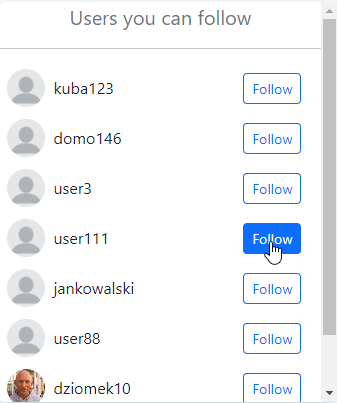 Users you can follow
kuba123 Follow
domo146 Follow
user3 Follow
user111 Follow
jankowalski Follow
user88 Follow
dziomek10 Follow